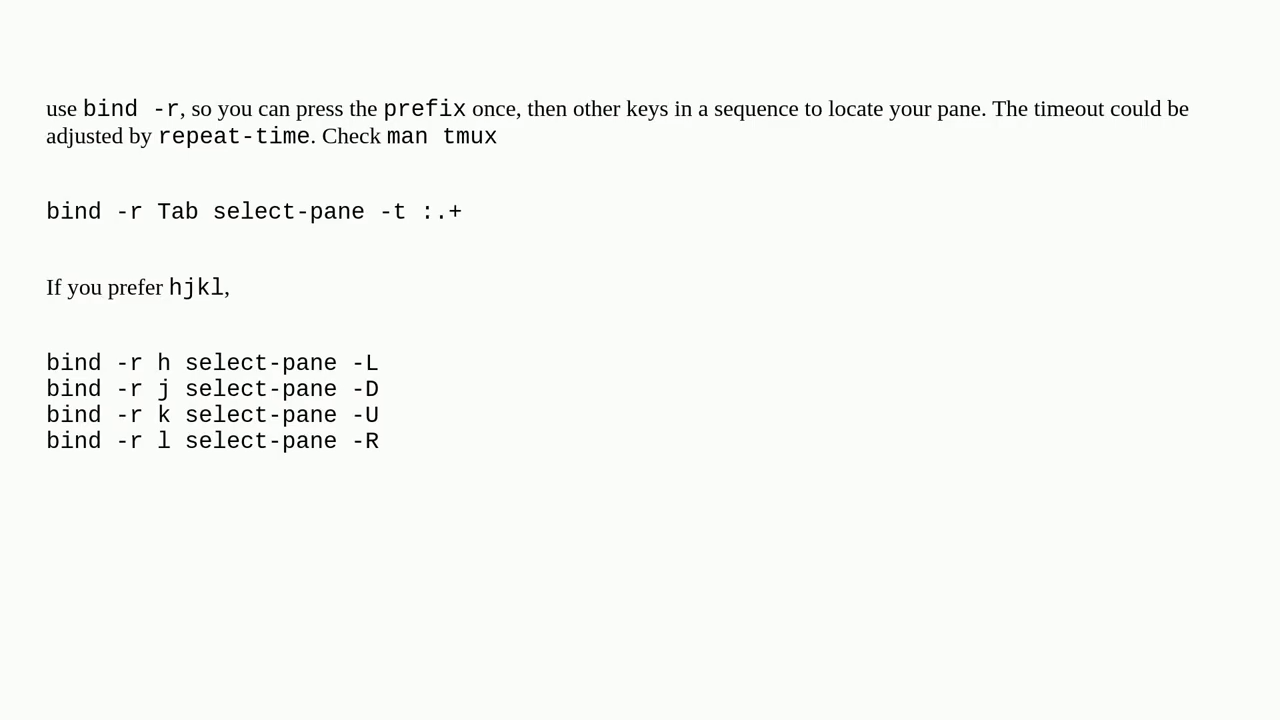 use bind -r, so you can press the prefix once, then other keys in a sequence to locate your pane. The timeout could be
adjusted by repeat-time. Check man tmux
bind -r Tab select-pane -t :.+
If you prefer hjkl,
bind -r h select-pane -L
bind -r j select-pane -D
bind -r k select-pane -U
bind -r l select-pane -R